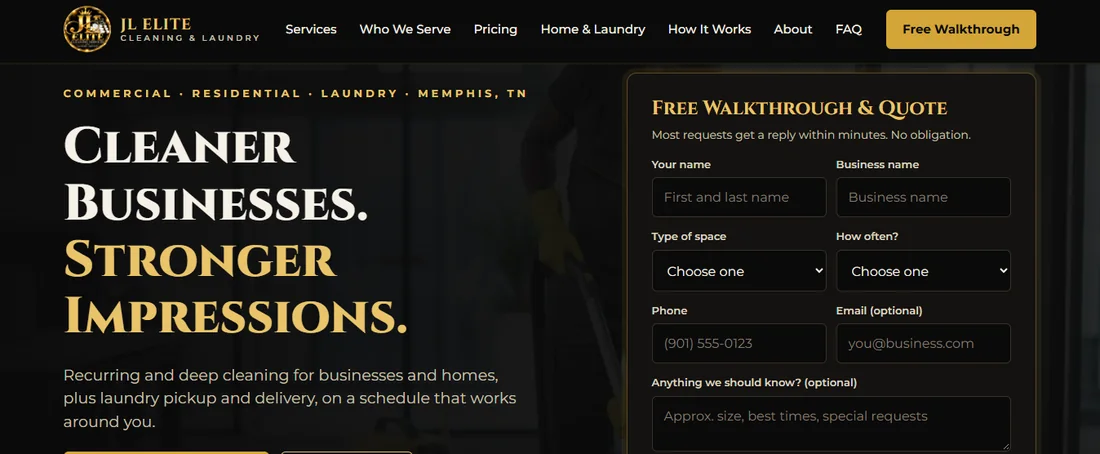 JL ELITE
CLEANING & LAUNDRY
Services
Who We Serve
Pricing
Home & Laundry
How It Works
About
FAQ
Free Walkthrough
COMMERCIAL · RESIDENTIAL · LAUNDRY · MEMPHIS, TN
Cleaner
Businesses.
Stronger
Impressions.
Recurring and deep cleaning for businesses and homes,
plus laundry pickup and delivery, on a schedule that works
around you.
Free Walkthrough & Quote
Most requests get a reply within minutes. No obligation.
Your name
Business name
First and last name
Business name
Type of space
How often?
Choose one
Choose one
Phone
Email (optional)
(901) 555-0123
you@business.com
Anything we should know? (optional)
Approx. size, best times, special requests